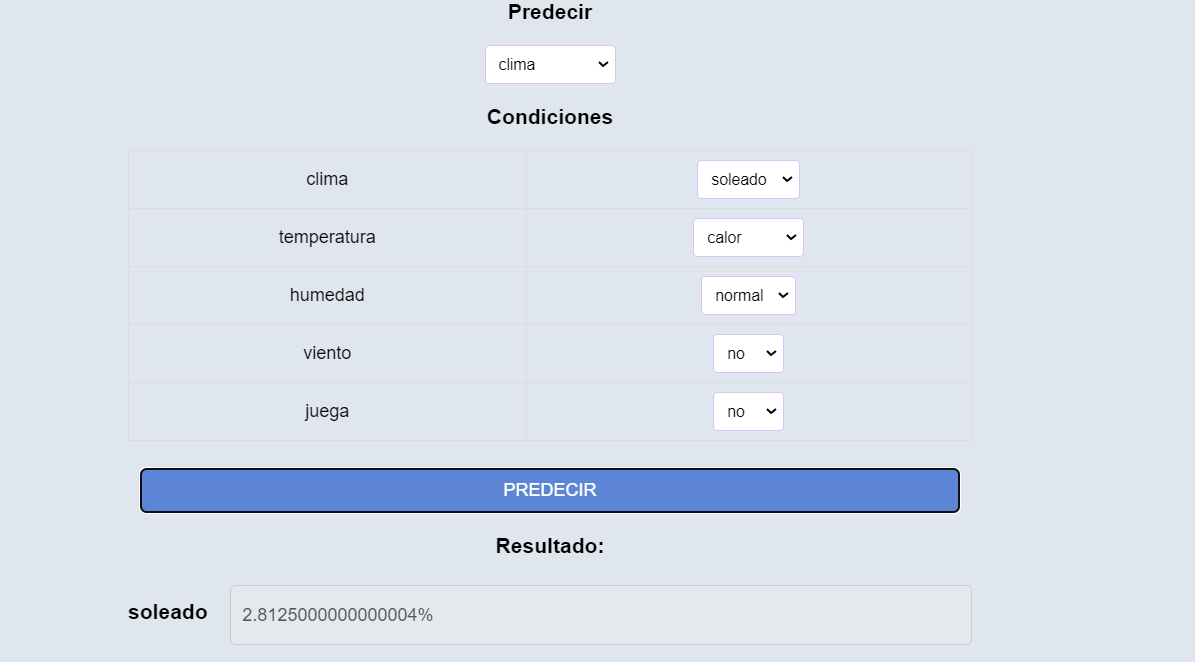 Predecir
clima
Condiciones
clima soleado
temperatura calor
humedad normal
viento no
juega no
PREDECIR
Resultado:
soleado 2.8125000000000004%